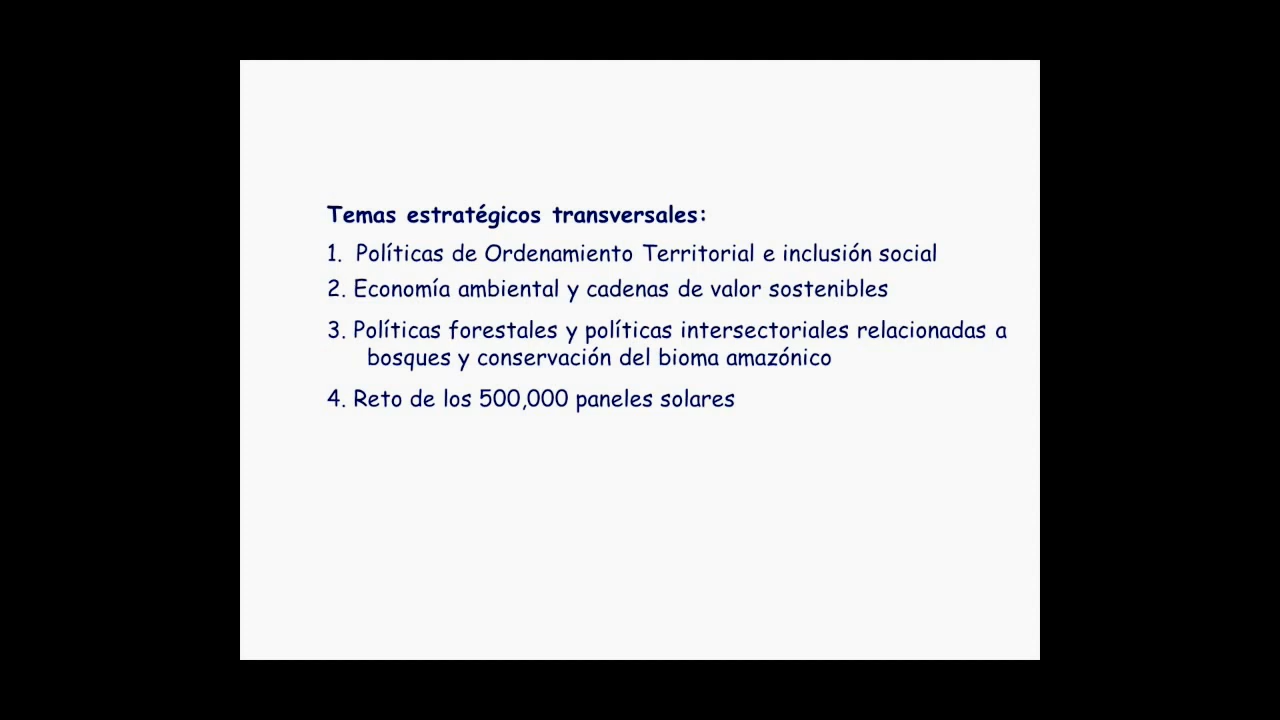 Temas estratégicos transversales:
1. Políticas de Ordenamiento Territorial e inclusión social
2. Economía ambiental y cadenas de valor sostenibles
3. Políticas forestales y políticas intersectoriales relacionadas a
bosques y conservación del bioma amazónico
4. Reto de los 500,000 paneles solares